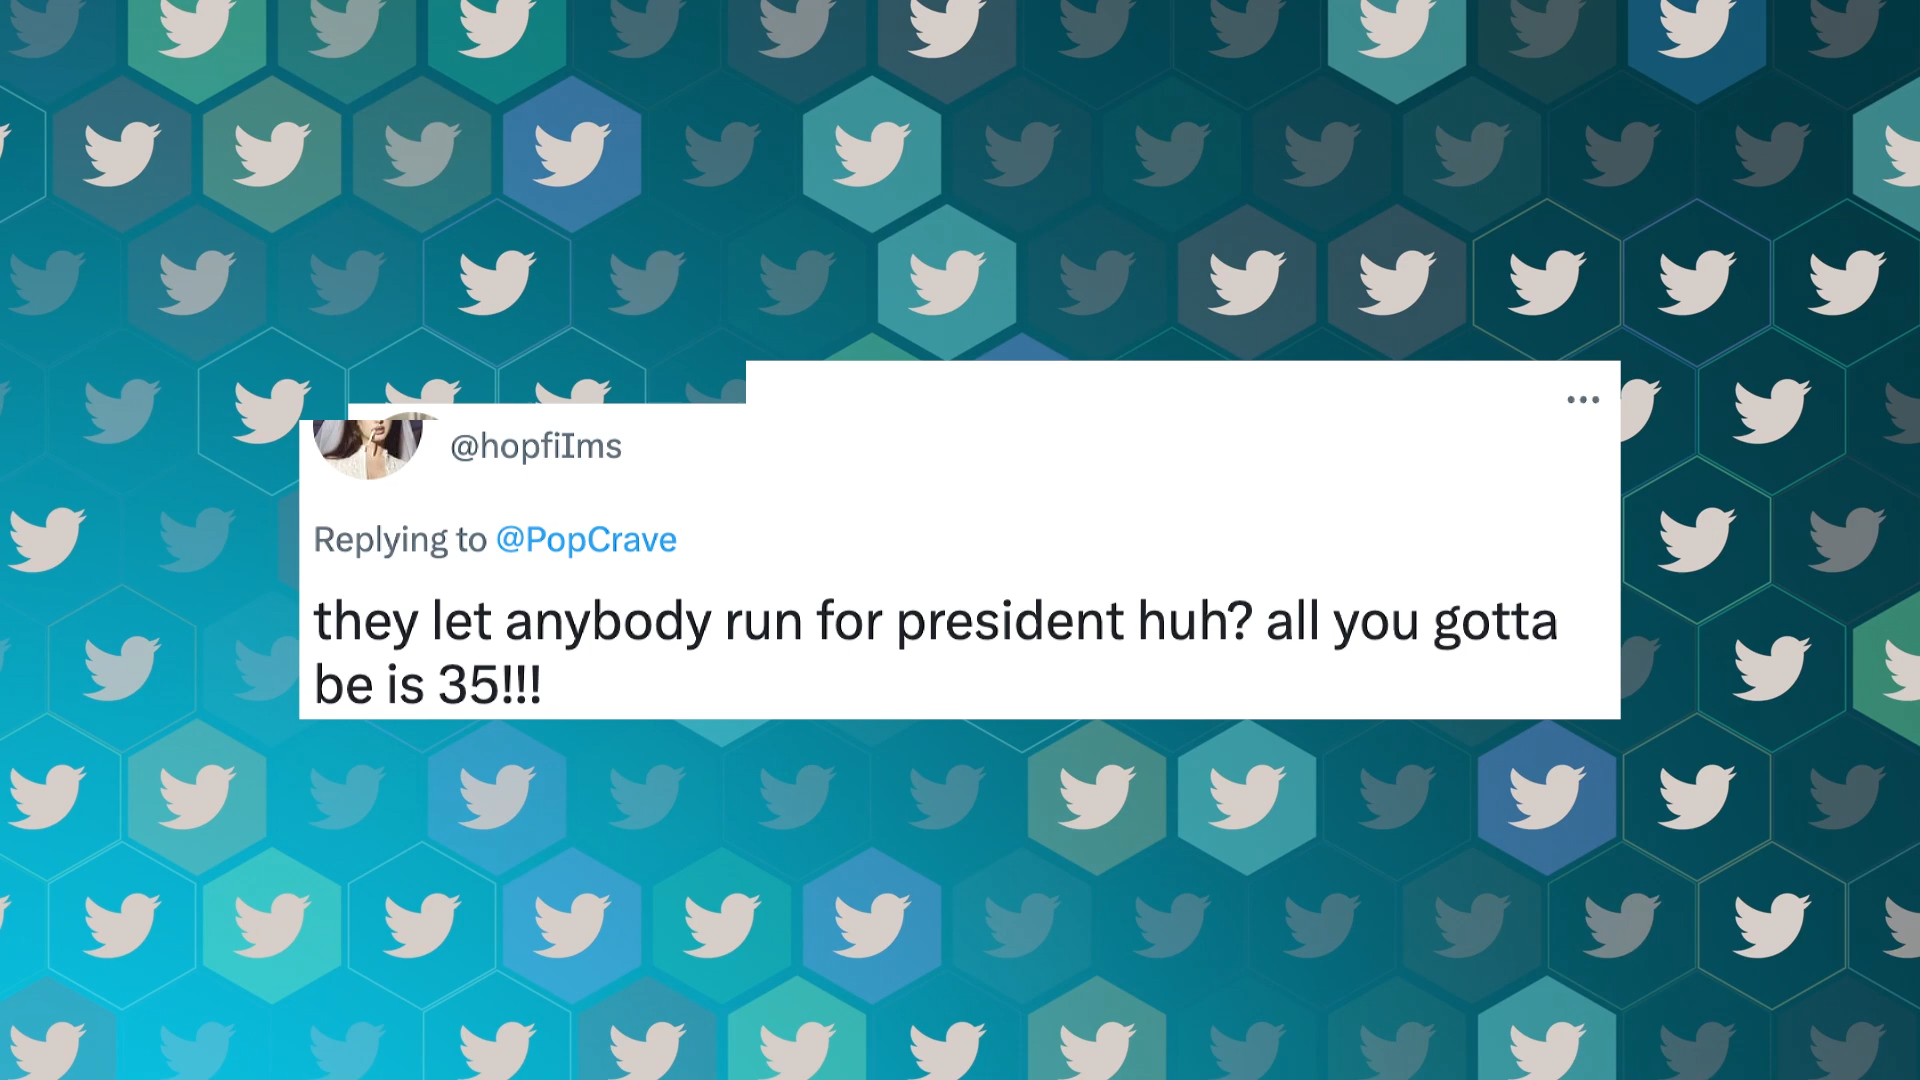 @hopfiIms
Replying to @PopCrave
they let anybody run for president huh? all you gotta
be is 35!!!